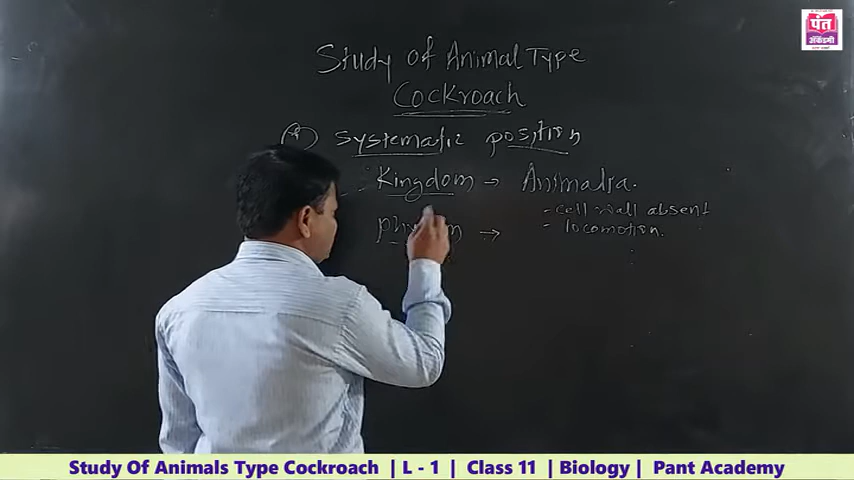 पंत
अॅकॅडमी
Study of Animal Type
Cockroach
Systematic position
Kingdom → Animalia.
- cell wall absent
- locomotion.
→
Study Of Animals Type Cockroach | L - 1 | Class 11 | Biology | Pant Academy